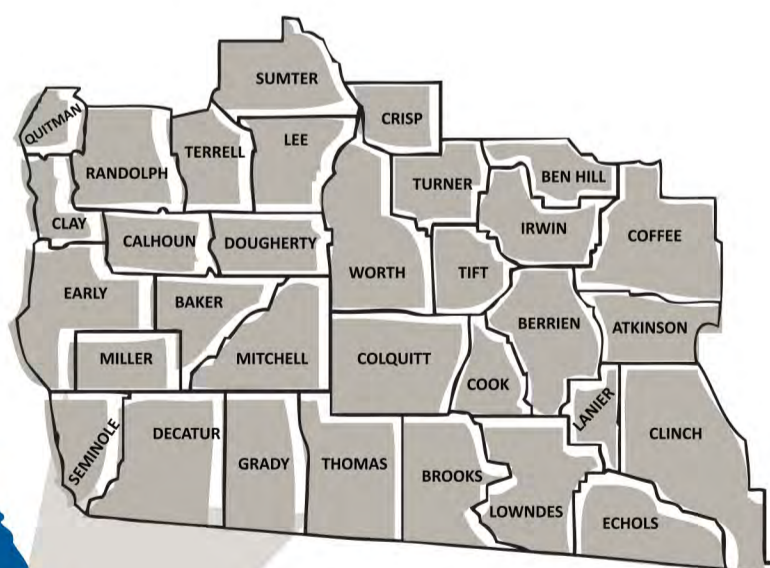 SUMTER
QUITMAN
CRISP
LEE
TERRELL
RANDOLPH
BEN HILL
TURNER
CLAY
IRWIN
COFFEE
CALHOUN
DOUGHERTY
WORTH
TIFT
EARLY
BAKER
BERRIEN
ATKINSON
MILLER
MITCHELL
COLQUITT
COOK
LANIER
SEMINOLE
DECATUR
CLINCH
GRADY
THOMAS
BROOKS
LOWNDES
ECHOLS